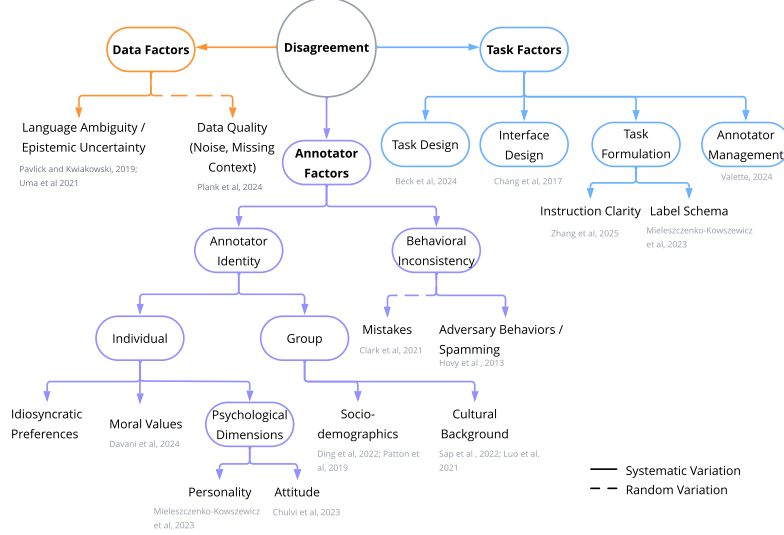 Disagreement
Data Factors
Task Factors
Language Ambiguity /
Epistemic Uncertainty
Pavlick and Kwiakowski, 2019;
Uma et al 2021
Data Quality
(Noise, Missing
Context)
Plank et al, 2024
Annotator
Factors
Task Design
Beck et al, 2024
Interface
Design
Chang et al, 2017
Task
Formulation
Annotator
Management
Valette, 2024
Instruction Clarity
Zhang et al, 2025
Label Schema
Mieleszczenko-Kowszewicz
et al, 2023
Annotator
Identity
Behavioral
Inconsistency
Individual
Group
Mistakes
Clark et al, 2021
Adversary Behaviors /
Spamming
Hovy et al , 2013
Idiosyncratic
Preferences
Moral Values
Davani et al, 2024
Psychological
Dimensions
Socio-
demographics
Ding et al, 2022; Patton et
al, 2019
Cultural
Background
Sap et al , 2022; Luo et al.
2021
Personality
Mieleszczenko-Kowszewicz
et al, 2023
Attitude
Chulvi et al, 2023
Systematic Variation
Random Variation